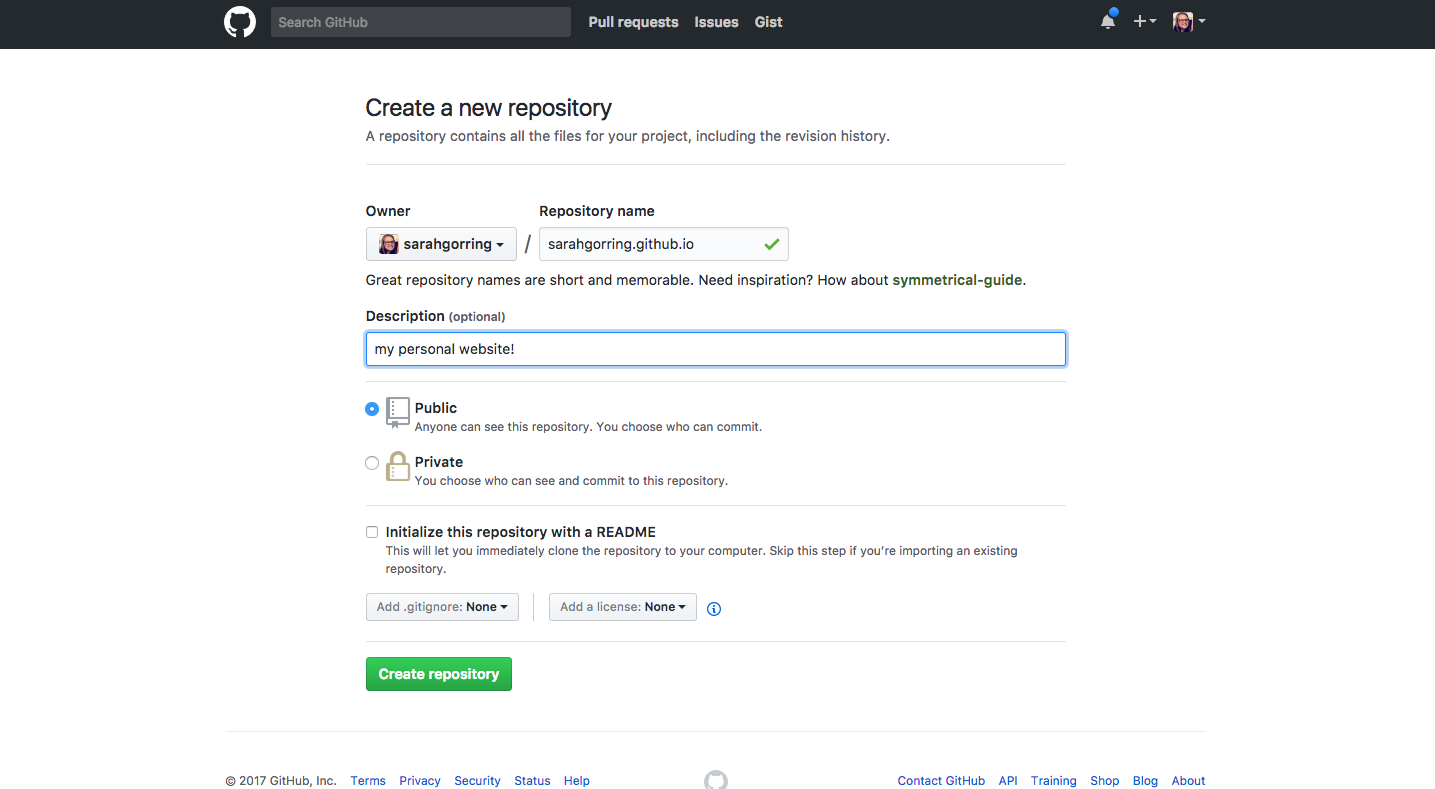 Search GitHub Pull requests Issues Gist
Create a new repository
A repository contains all the files for your project, including the revision history.
Owner Repository name
sarahgorring / sarahgorring.github.io
Great repository names are short and memorable. Need inspiration? How about symmetrical-guide.
Description (optional)
my personal website!
Public
Anyone can see this repository. You choose who can commit.
Private
You choose who can see and commit to this repository.
Initialize this repository with a README
This will let you immediately clone the repository to your computer. Skip this step if you’re importing an existing
repository.
Add .gitignore: None Add a license: None
Create repository
© 2017 GitHub, Inc. Terms Privacy Security Status Help Contact GitHub API Training Shop Blog About